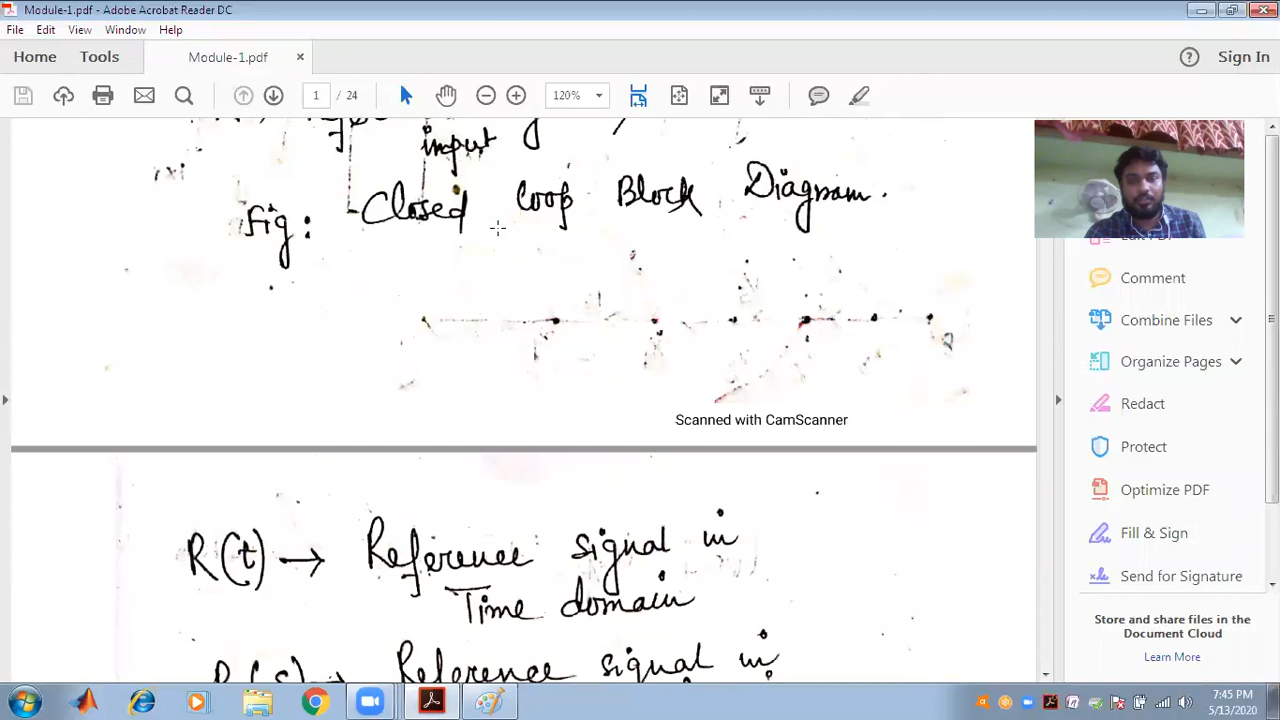 Module-1.pdf - Adobe Acrobat Reader DC
File Edit View Window Help
Home Tools Module-1.pdf × Sign In
1 / 24 120%
input
Fig: Closed loop Block Diagram.
Scanned with CamScanner
R(t) → Reference signal in
Time domain
R(s) → Reference signal in
Comment
Combine Files
Organize Pages
Redact
Protect
Optimize PDF
Fill & Sign
Send for Signature
Store and share files in the
Document Cloud
Learn More
7:45 PM
5/13/2020